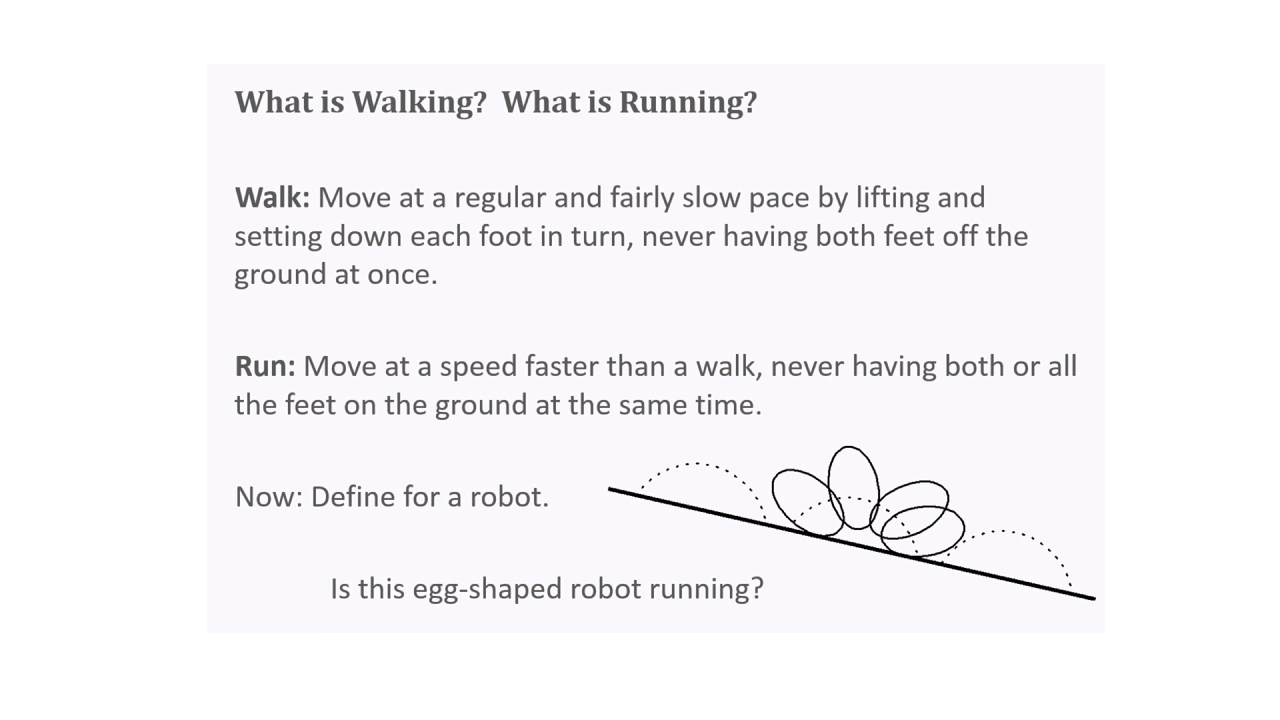 What is Walking?  What is Running?
Walk: Move at a regular and fairly slow pace by lifting and
setting down each foot in turn, never having both feet off the
ground at once.
Run: Move at a speed faster than a walk, never having both or all
the feet on the ground at the same time.
Now: Define for a robot.
Is this egg-shaped robot running?